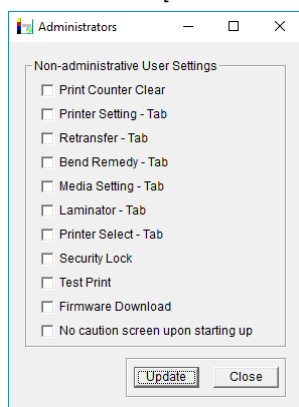 Administrators
Non-administrative User Settings
Print Counter Clear
Printer Setting - Tab
Retransfer - Tab
Bend Remedy - Tab
Media Setting - Tab
Laminator - Tab
Printer Select - Tab
Security Lock
Test Print
Firmware Download
No caution screen upon starting up
Update Close